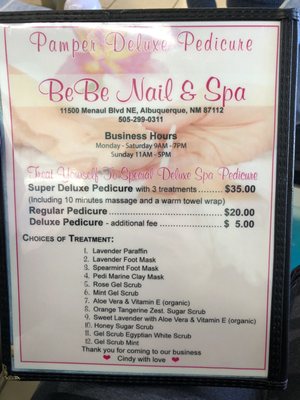 Pamper Deluxe Pedicure
BeBe Nail & Spa
11500 Menaul Blvd NE, Albuquerque, NM 87112
505-299-0311
Business Hours
Monday - Saturday 9AM - 7PM
Sunday 11AM - 5PM
Treat Yourself To Special Deluxe Spa Pedicure
Super Deluxe Pedicure with 3 treatments ........ $35.00
(Including 10 minutes massage and a warm towel wrap)
Regular Pedicure ........................................ $20.00
Deluxe Pedicure - additional fee ........................ $ 5.00
Choices of Treatment:
1. Lavender Paraffin
2. Lavender Foot Mask
3. Spearmint Foot Mask
4. Pedi Marine Clay Mask
5. Rose Gel Scrub
6. Mint Gel Scrub
7. Aloe Vera & Vitamin E (organic)
8. Orange Tangerine Zest. Sugar Scrub
9. Sweet Lavender with Aloe Vera & Vitamin E (organic)
10. Honey Sugar Scrub
11. Gel Scrub Egyptian White Scrub
12. Gel Scrub Mint
Thank you for coming to our business
❤ Cindy with love ❤